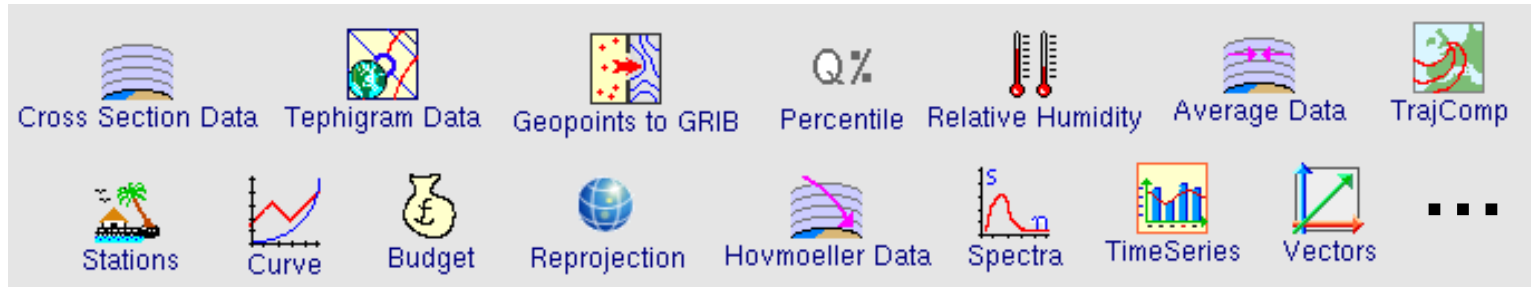 Q%
Cross Section Data Tephigram Data Geopoints to GRIB Percentile Relative Humidity Average Data TrajComp
S
n
£
Stations Curve Budget Reprojection Hovmoeller Data Spectra TimeSeries Vectors ...